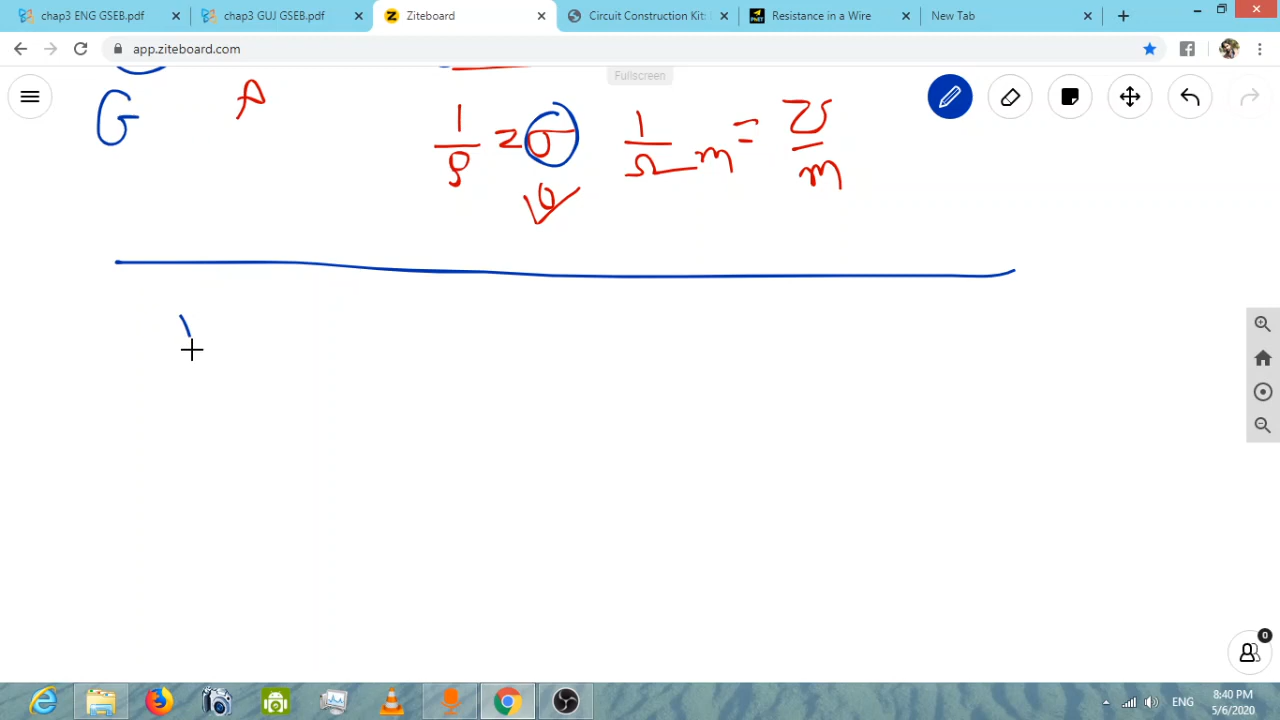 chap3 ENG GSEB.pdf
chap3 GUJ GSEB.pdf
Ziteboard
Circuit Construction Kit:
Resistance in a Wire
New Tab
app.ziteboard.com
Fullscreen
G
A
1/ρ = σ 1/Ω m = ℧/m
0
ENG
8:40 PM
5/6/2020